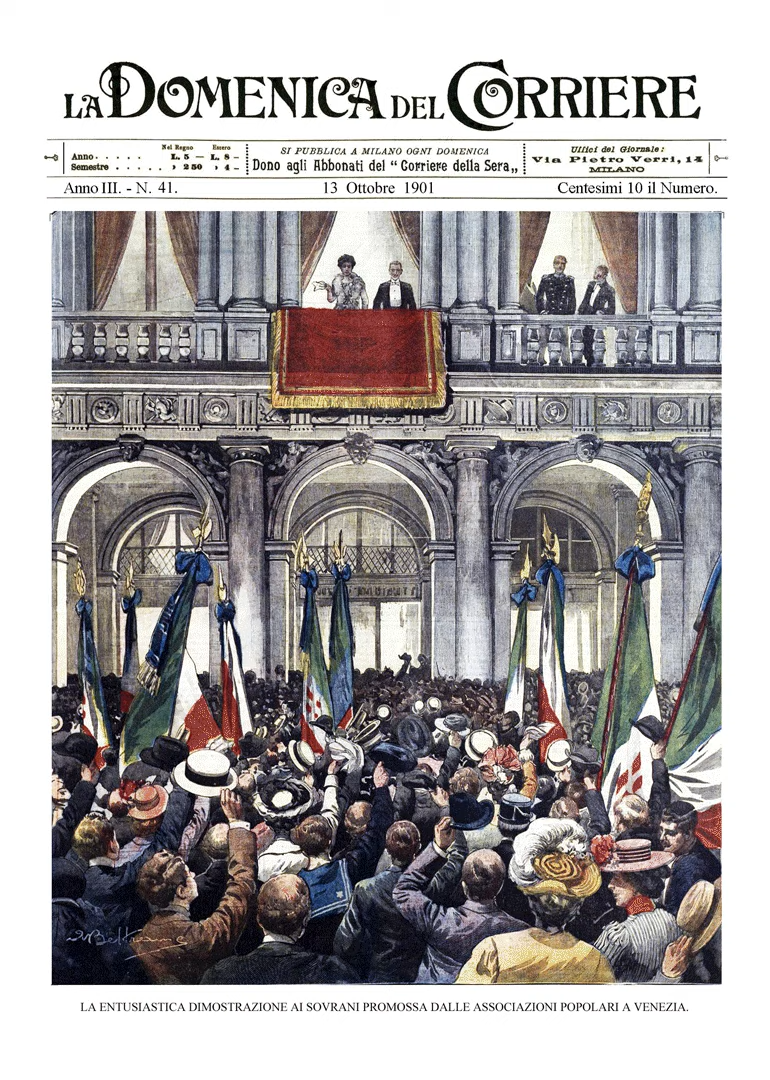 LA DOMENICA DEL CORRIERE
Nel Regno Estero
Anno . . . . . L. 5 — L. 8 –
Semestre . . . . . » 2 50 » 4 –
SI PUBBLICA A MILANO OGNI DOMENICA
Dono agli Abbonati del "Corriere della Sera„
Uffici del Giornale:
Via Pietro Verri, 14
MILANO
Anno III. - N. 41.
13 Ottobre 1901
Centesimi 10 il Numero.
A. Beltrame
LA ENTUSIASTICA DIMOSTRAZIONE AI SOVRANI PROMOSSA DALLE ASSOCIAZIONI POPOLARI A VENEZIA.